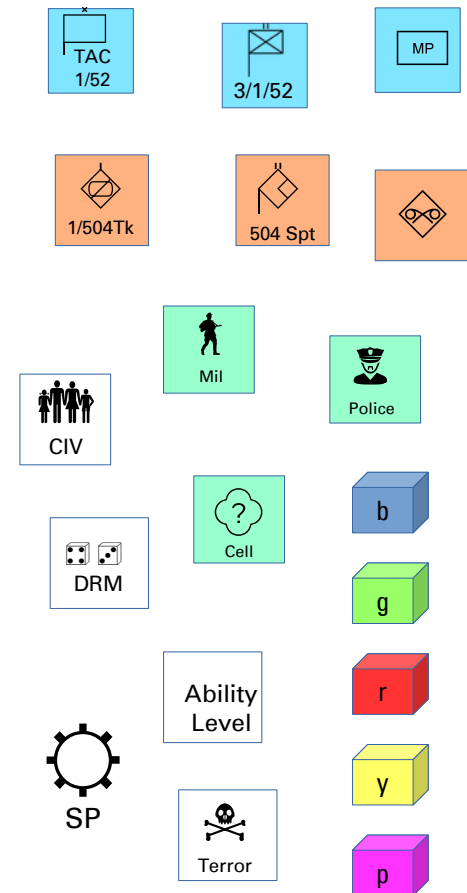 TAC
1/52
3/1/52
MP
1/504Tk
504 Spt
Mil
Police
CIV
?
Cell
b
DRM
g
Ability
Level
r
SP
y
Terror
p